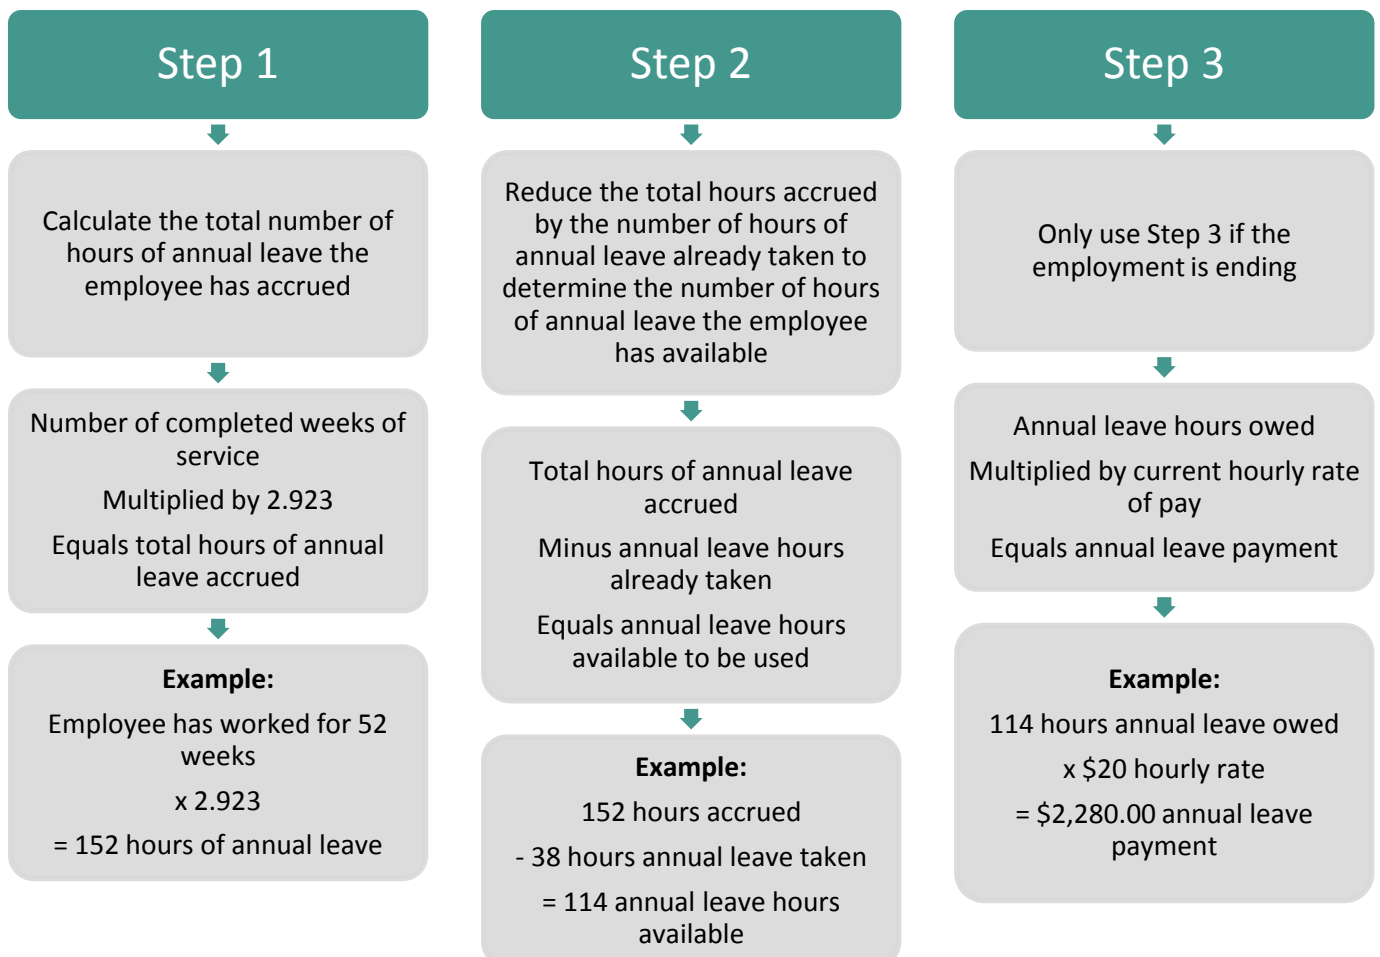 Step 1
Calculate the total number of
hours of annual leave the
employee has accrued
Number of completed weeks of
service
Multiplied by 2.923
Equals total hours of annual
leave accrued
Example:
Employee has worked for 52
weeks
x 2.923
= 152 hours of annual leave
Step 2
Reduce the total hours accrued
by the number of hours of
annual leave already taken to
determine the number of hours
of annual leave the employee
has available
Total hours of annual leave
accrued
Minus annual leave hours
already taken
Equals annual leave hours
available to be used
Example:
152 hours accrued
- 38 hours annual leave taken
= 114 annual leave hours
available
Step 3
Only use Step 3 if the
employment is ending
Annual leave hours owed
Multiplied by current hourly rate
of pay
Equals annual leave payment
Example:
114 hours annual leave owed
x $20 hourly rate
= $2,280.00 annual leave
payment